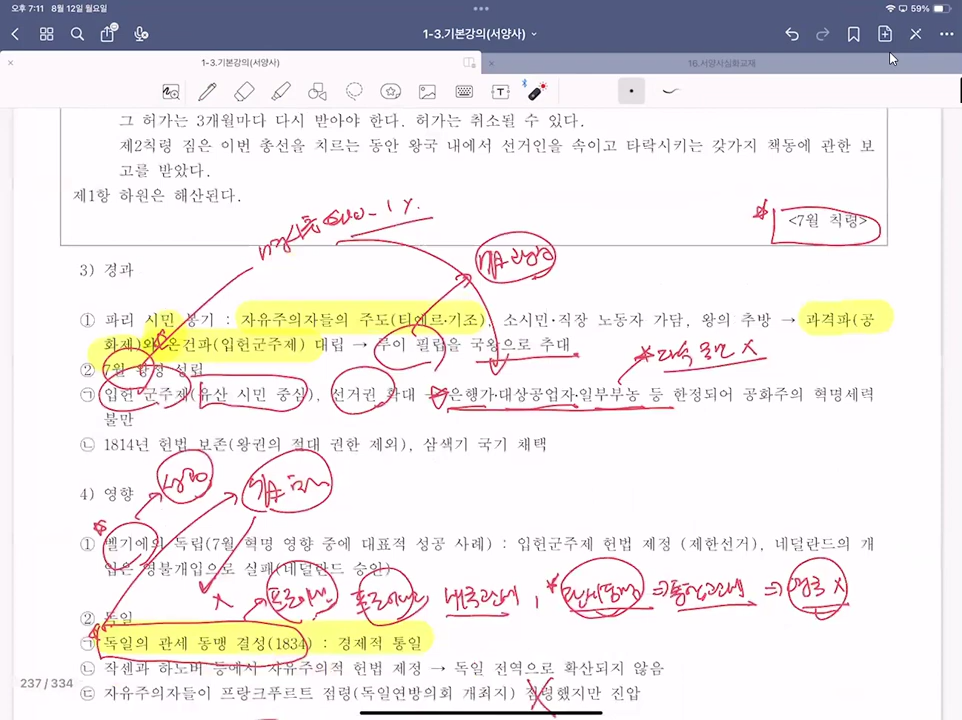 오후 7:11 8월 12일 월요일
59%
1-3.기본강의(서양사)
1-3.기본강의(서양사)
16.서양사심화교재
그 허가는 3개월마다 다시 받아야 한다. 허가는 취소될 수 있다.
제2칙령 짐은 이번 총선을 치르는 동안 왕국 내에서 선거인을 속이고 타락시키는 갖가지 책동에 관한 보
고를 받았다.
제1항 하원은 해산된다.
<7월 칙령>
3) 경과
① 파리 시민 봉기 : 자유주의자들의 주도(티에르·기조), 소시민·직장 노동자 가담, 왕의 추방 → 과격파(공
화제)와 온건파(입헌군주제) 대립 → 루이 필립을 국왕으로 추대
② 7월 왕정 성립
㉠ 입헌 군주제(유산 시민 중심), 선거권 확대 → 은행가·대상공업자·일부부농 등 한정되어 공화주의 혁명세력
불만
㉡ 1814년 헌법 보존(왕권의 절대 권한 제외), 삼색기 국기 채택
4) 영향
① 벨기에의 독립(7월 혁명 영향 중에 대표적 성공 사례) : 입헌군주제 헌법 제정 (제한선거), 네덜란드의 개
입은 영불개입으로 실패(네덜란드 승인)
프로이센
⇒ 통합관세 ⇒ 영국 X
② 독일
㉠ 독일의 관세 동맹 결성(1834) : 경제적 통일
㉡ 작센과 하노버 등에서 자유주의적 헌법 제정 → 독일 전역으로 확산되지 않음
㉢ 자유주의자들이 프랑크푸르트 점령(독일연방의회 개최지) 점령했지만 진압
237/334